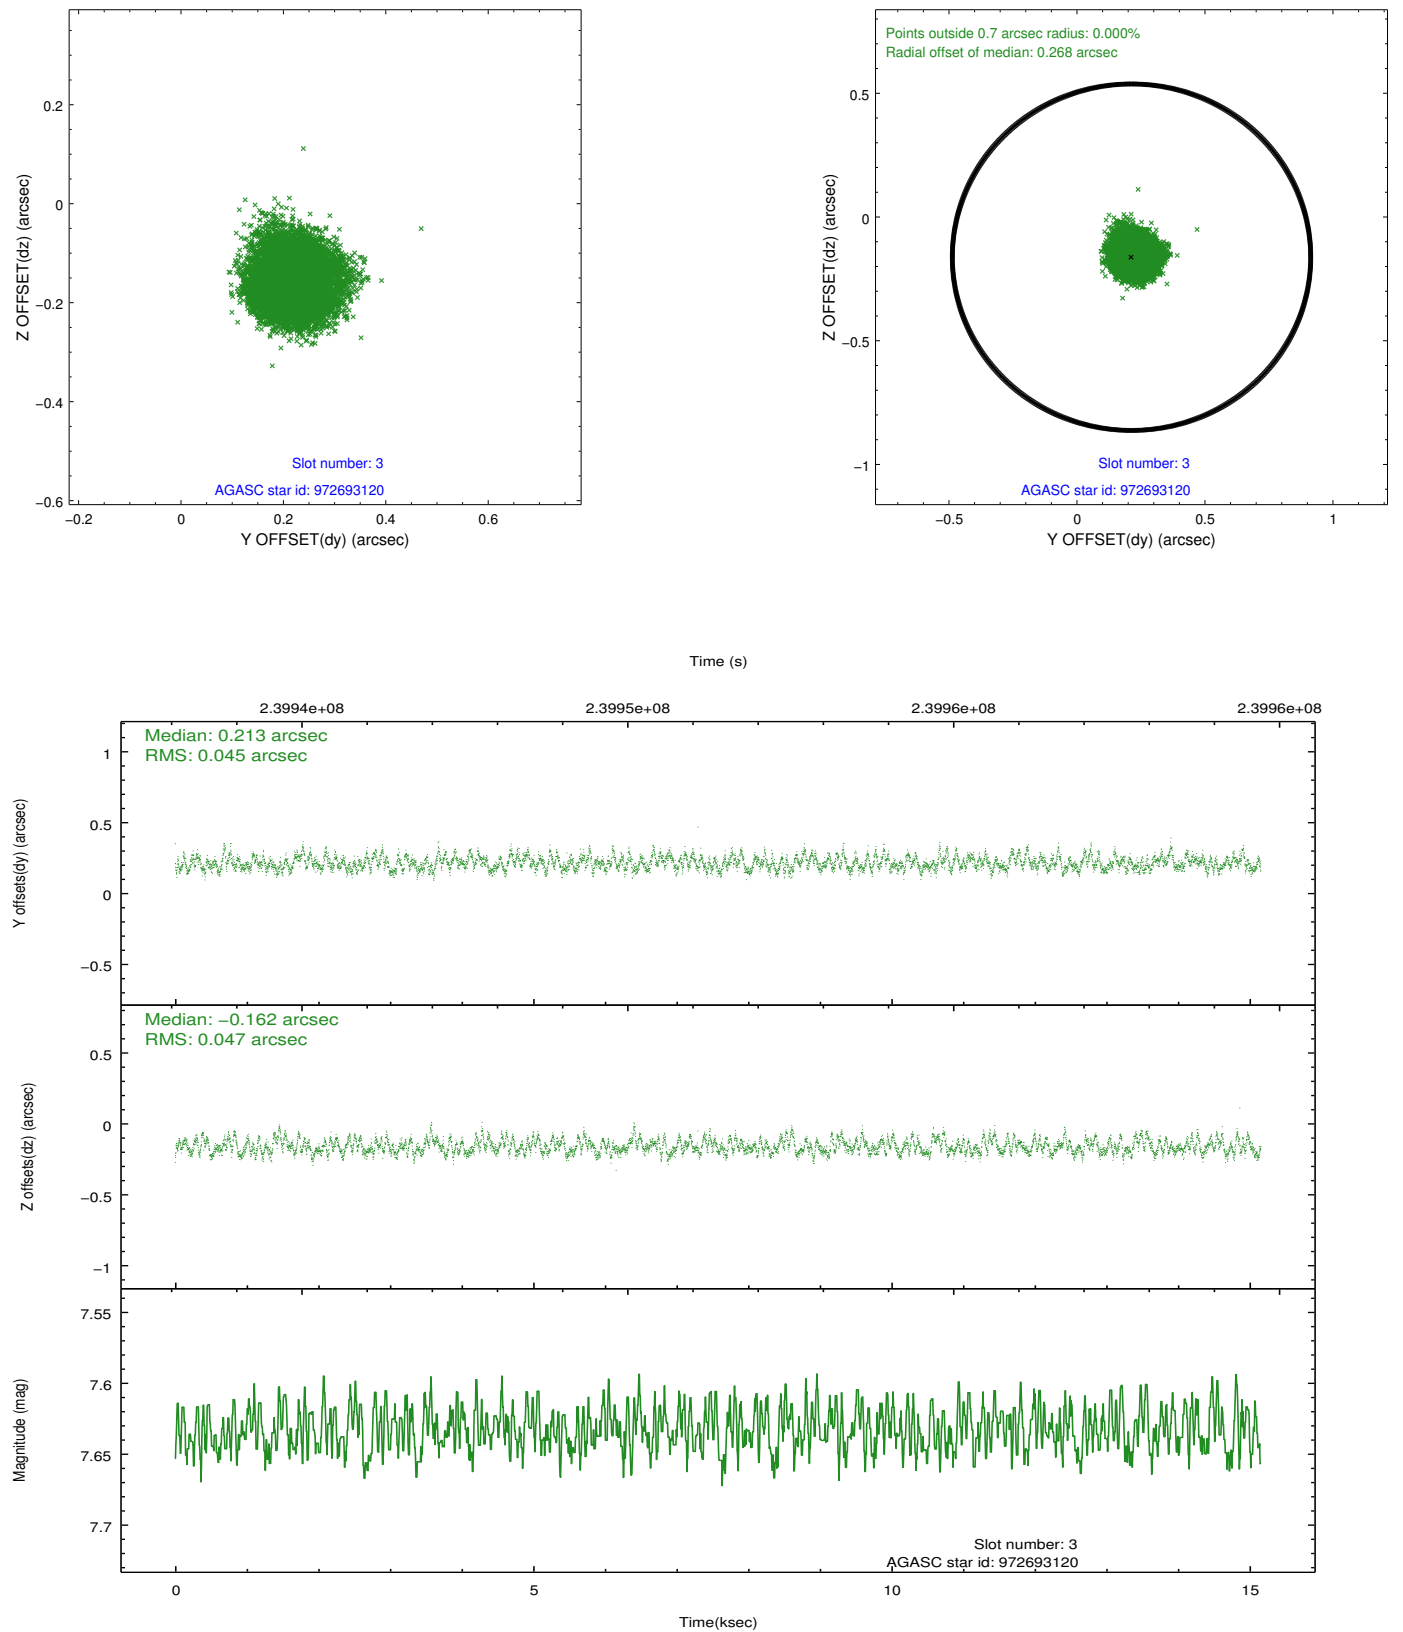 0.2
0
−0.2
−0.4
−0.6
Z OFFSET(dz) (arcsec)
Slot number: 3
AGASC star id: 972693120
−0.2 0 0.2 0.4 0.6
Y OFFSET(dy) (arcsec)
Points outside 0.7 arcsec radius: 0.000%
Radial offset of median: 0.268 arcsec
0.5
0
−0.5
−1
Z OFFSET(dz) (arcsec)
Slot number: 3
AGASC star id: 972693120
−0.5 0 0.5 1
Y OFFSET(dy) (arcsec)
Time (s)
2.3994e+08 2.3995e+08 2.3996e+08 2.3996e+08
Median: 0.213 arcsec
RMS: 0.045 arcsec
1
0.5
0
−0.5
Y offsets(dy) (arcsec)
Median: −0.162 arcsec
RMS: 0.047 arcsec
0.5
0
−0.5
−1
Z offsets(dz) (arcsec)
7.55
7.6
7.65
7.7
Magnitude (mag)
Slot number: 3
AGASC star id: 972693120
0 5 10 15
Time(ksec)